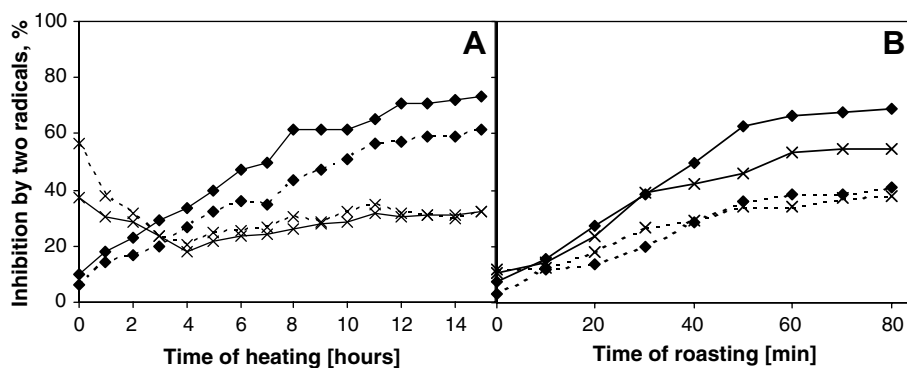 Inhibition by two radicals, %
100
80
60
40
20
0
A
B
0 2 4 6 8 10 12 14
0 20 40 60 80
Time of heating [hours]
Time of roasting [min]